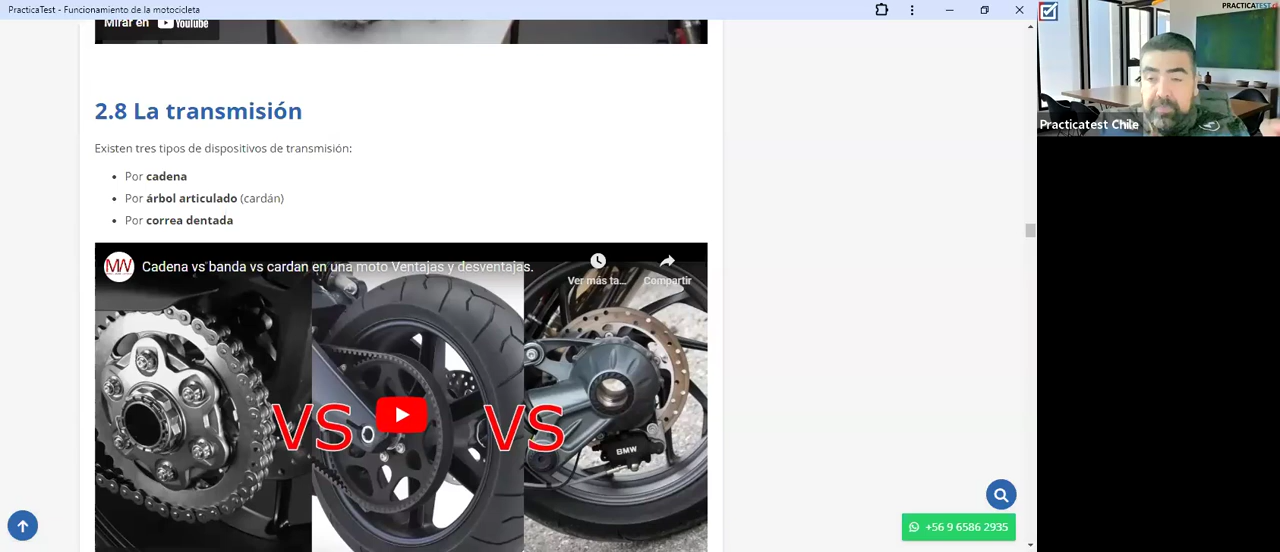 PracticaTest - Funcionamiento de la motocicleta
Mirar en YouTube
PRACTICATEST.CL
Practicatest Chile
2.8 La transmisión
Existen tres tipos de dispositivos de transmisión:
Por cadena
Por árbol articulado (cardán)
Por correa dentada
MW
Cadena vs banda vs cardan en una moto Ventajas y desventajas.
Ver más ta...
Compartir
VS
VS
BMW
+56 9 6586 2935